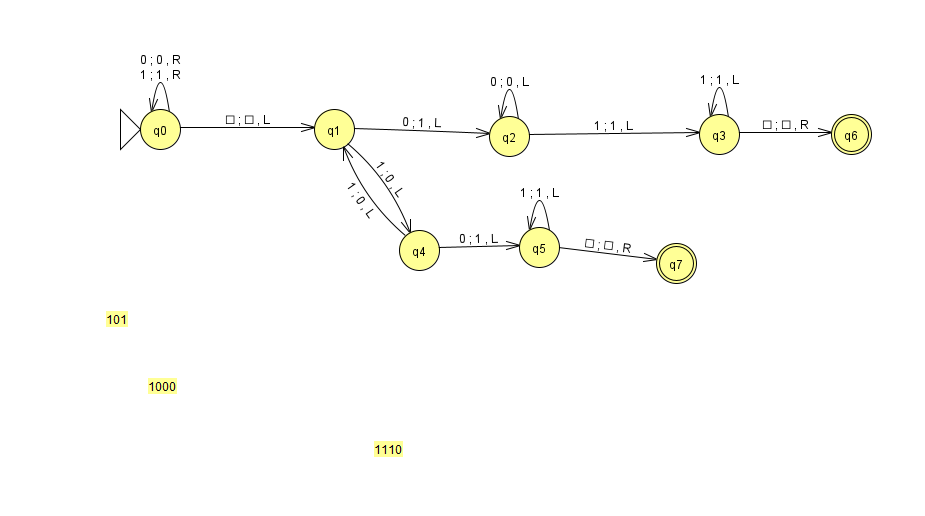 0 ; 0 , R
1 ; 1 , R
q0
□ ; □ , L
q1
0 ; 1 , L
0 ; 0 , L
q2
1 ; 1 , L
1 ; 1 , L
q3
□ ; □ , R
q6
1 ; 0 , L
1 ; 0 , L
q4
0 ; 1 , L
1 ; 1 , L
q5
□ ; □ , R
q7
101
1000
1110